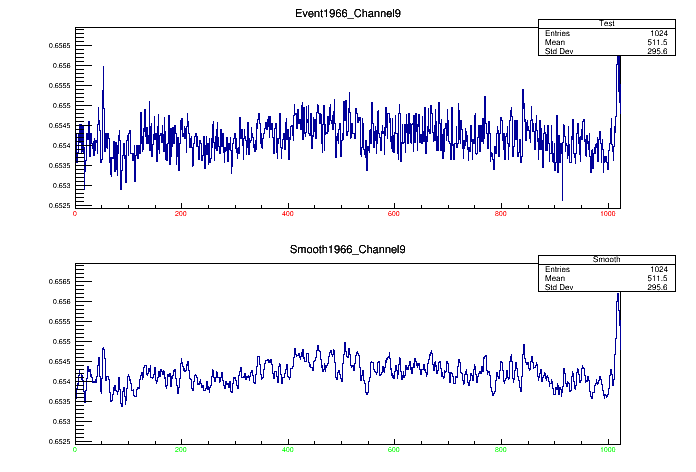 Event1966_Channel9
Test
Entries 1024
Mean 511.5
Std Dev 295.6
0.6565
0.656
0.6555
0.655
0.6545
0.654
0.6535
0.653
0.6525
0 200 400 600 800 1000
Smooth1966_Channel9
Smooth
Entries 1024
Mean 511.5
Std Dev 295.6
0.6565
0.656
0.6555
0.655
0.6545
0.654
0.6535
0.653
0.6525
0 200 400 600 800 1000